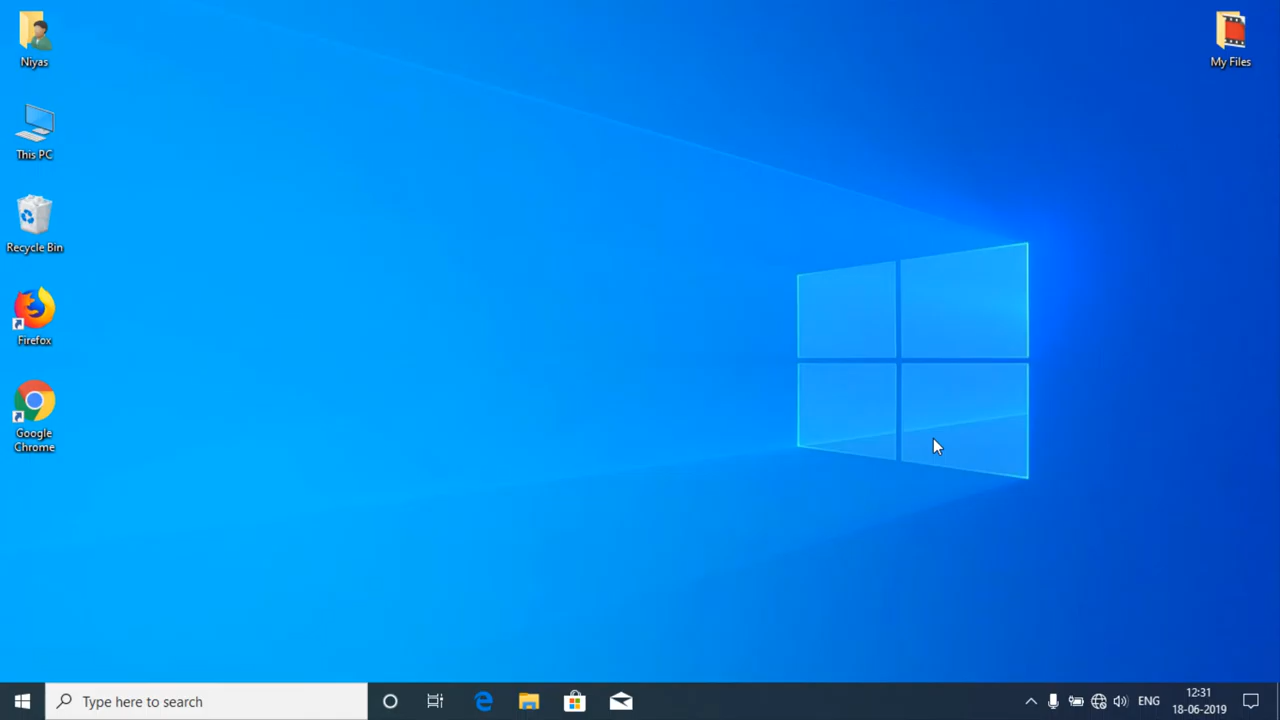 Niyas
This PC
Recycle Bin
Firefox
Google
Chrome
My Files
Type here to search
ENG
12:31
18-06-2019